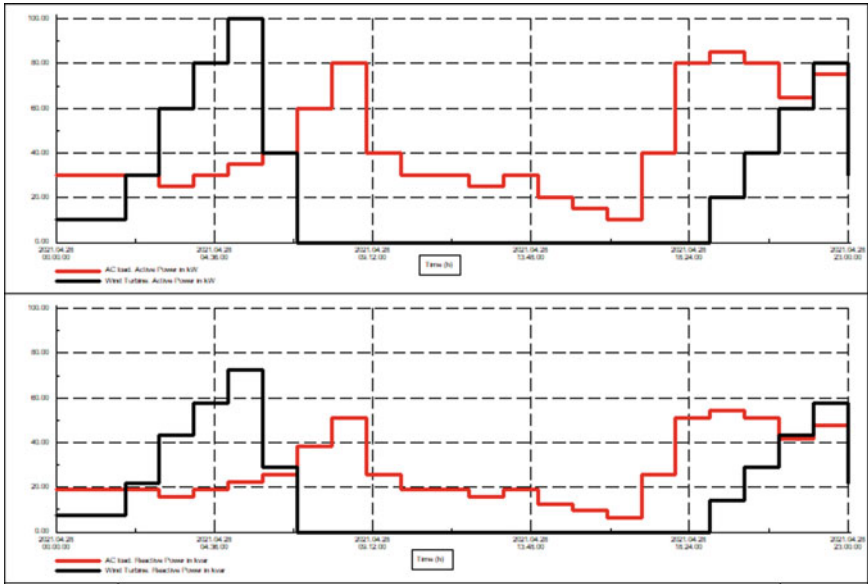 100.00
80.00
60.00
40.00
20.00
0.00
2021.04.28 2021.04.28 2021.04.28 2021.04.28 2021.04.28 2021.04.28
00.00.00 04.36.00 09.12.00 13.48.00 18.24.00 23.00.00
Time (h)
AC load. Active Power in kW
Wind Turbine. Active Power in kW
100.00
80.00
60.00
40.00
20.00
0.00
2021.04.28 2021.04.28 2021.04.28 2021.04.28 2021.04.28 2021.04.28
00.00.00 04.36.00 09.12.00 13.48.00 18.24.00 23.00.00
Time (h)
AC load. Reactive Power in kvar
Wind Turbine. Reactive Power in kvar